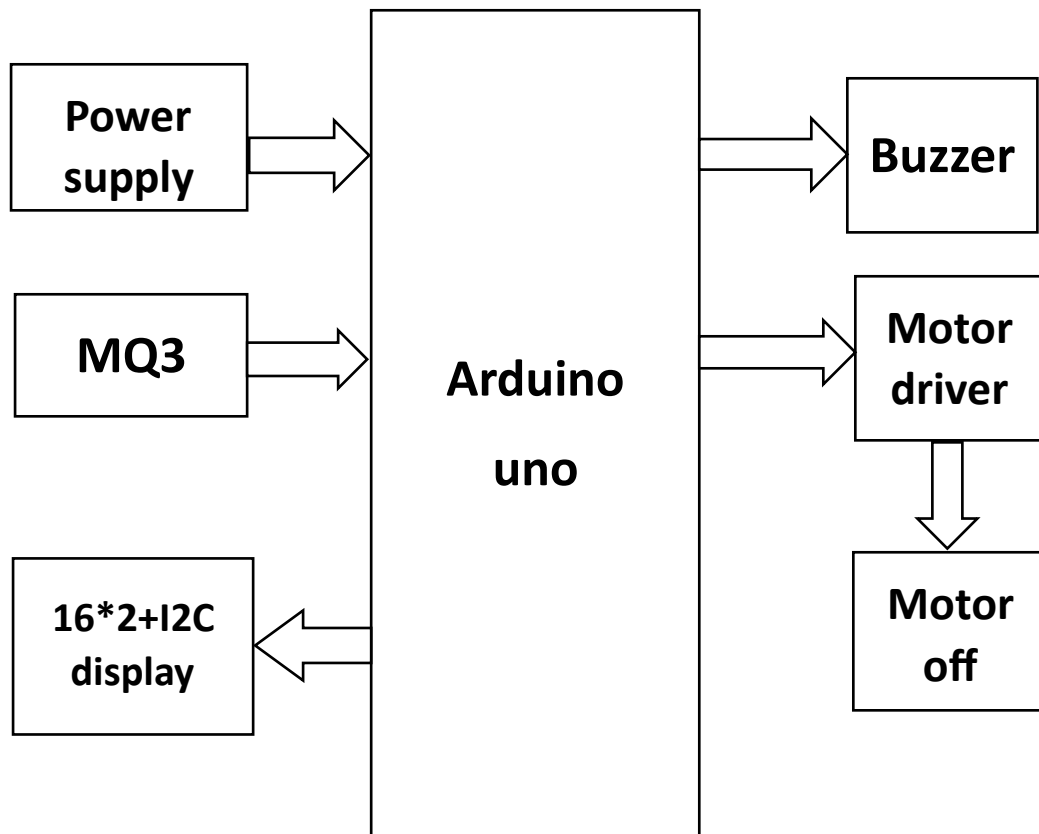 Power
supply
MQ3
16*2+I2C
display
Arduino
uno
Buzzer
Motor
driver
Motor
off